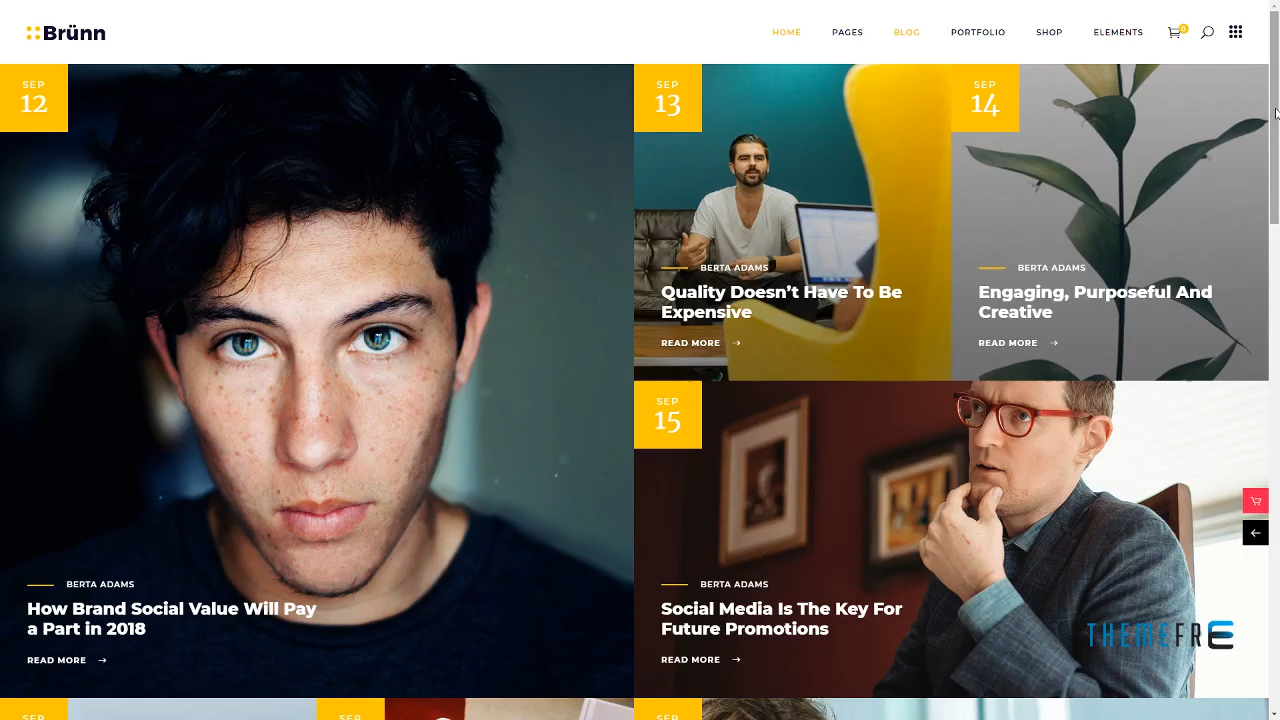 Brünn
HOME PAGES BLOG PORTFOLIO SHOP ELEMENTS 0
SEP
12
BERTA ADAMS
How Brand Social Value Will Pay
a Part in 2018
READ MORE
SEP
13
BERTA ADAMS
Quality Doesn’t Have To Be
Expensive
READ MORE
SEP
14
BERTA ADAMS
Engaging, Purposeful And
Creative
READ MORE
SEP
15
BERTA ADAMS
Social Media Is The Key For
Future Promotions
READ MORE
THEMEFRE
SEP
SEP
SEP